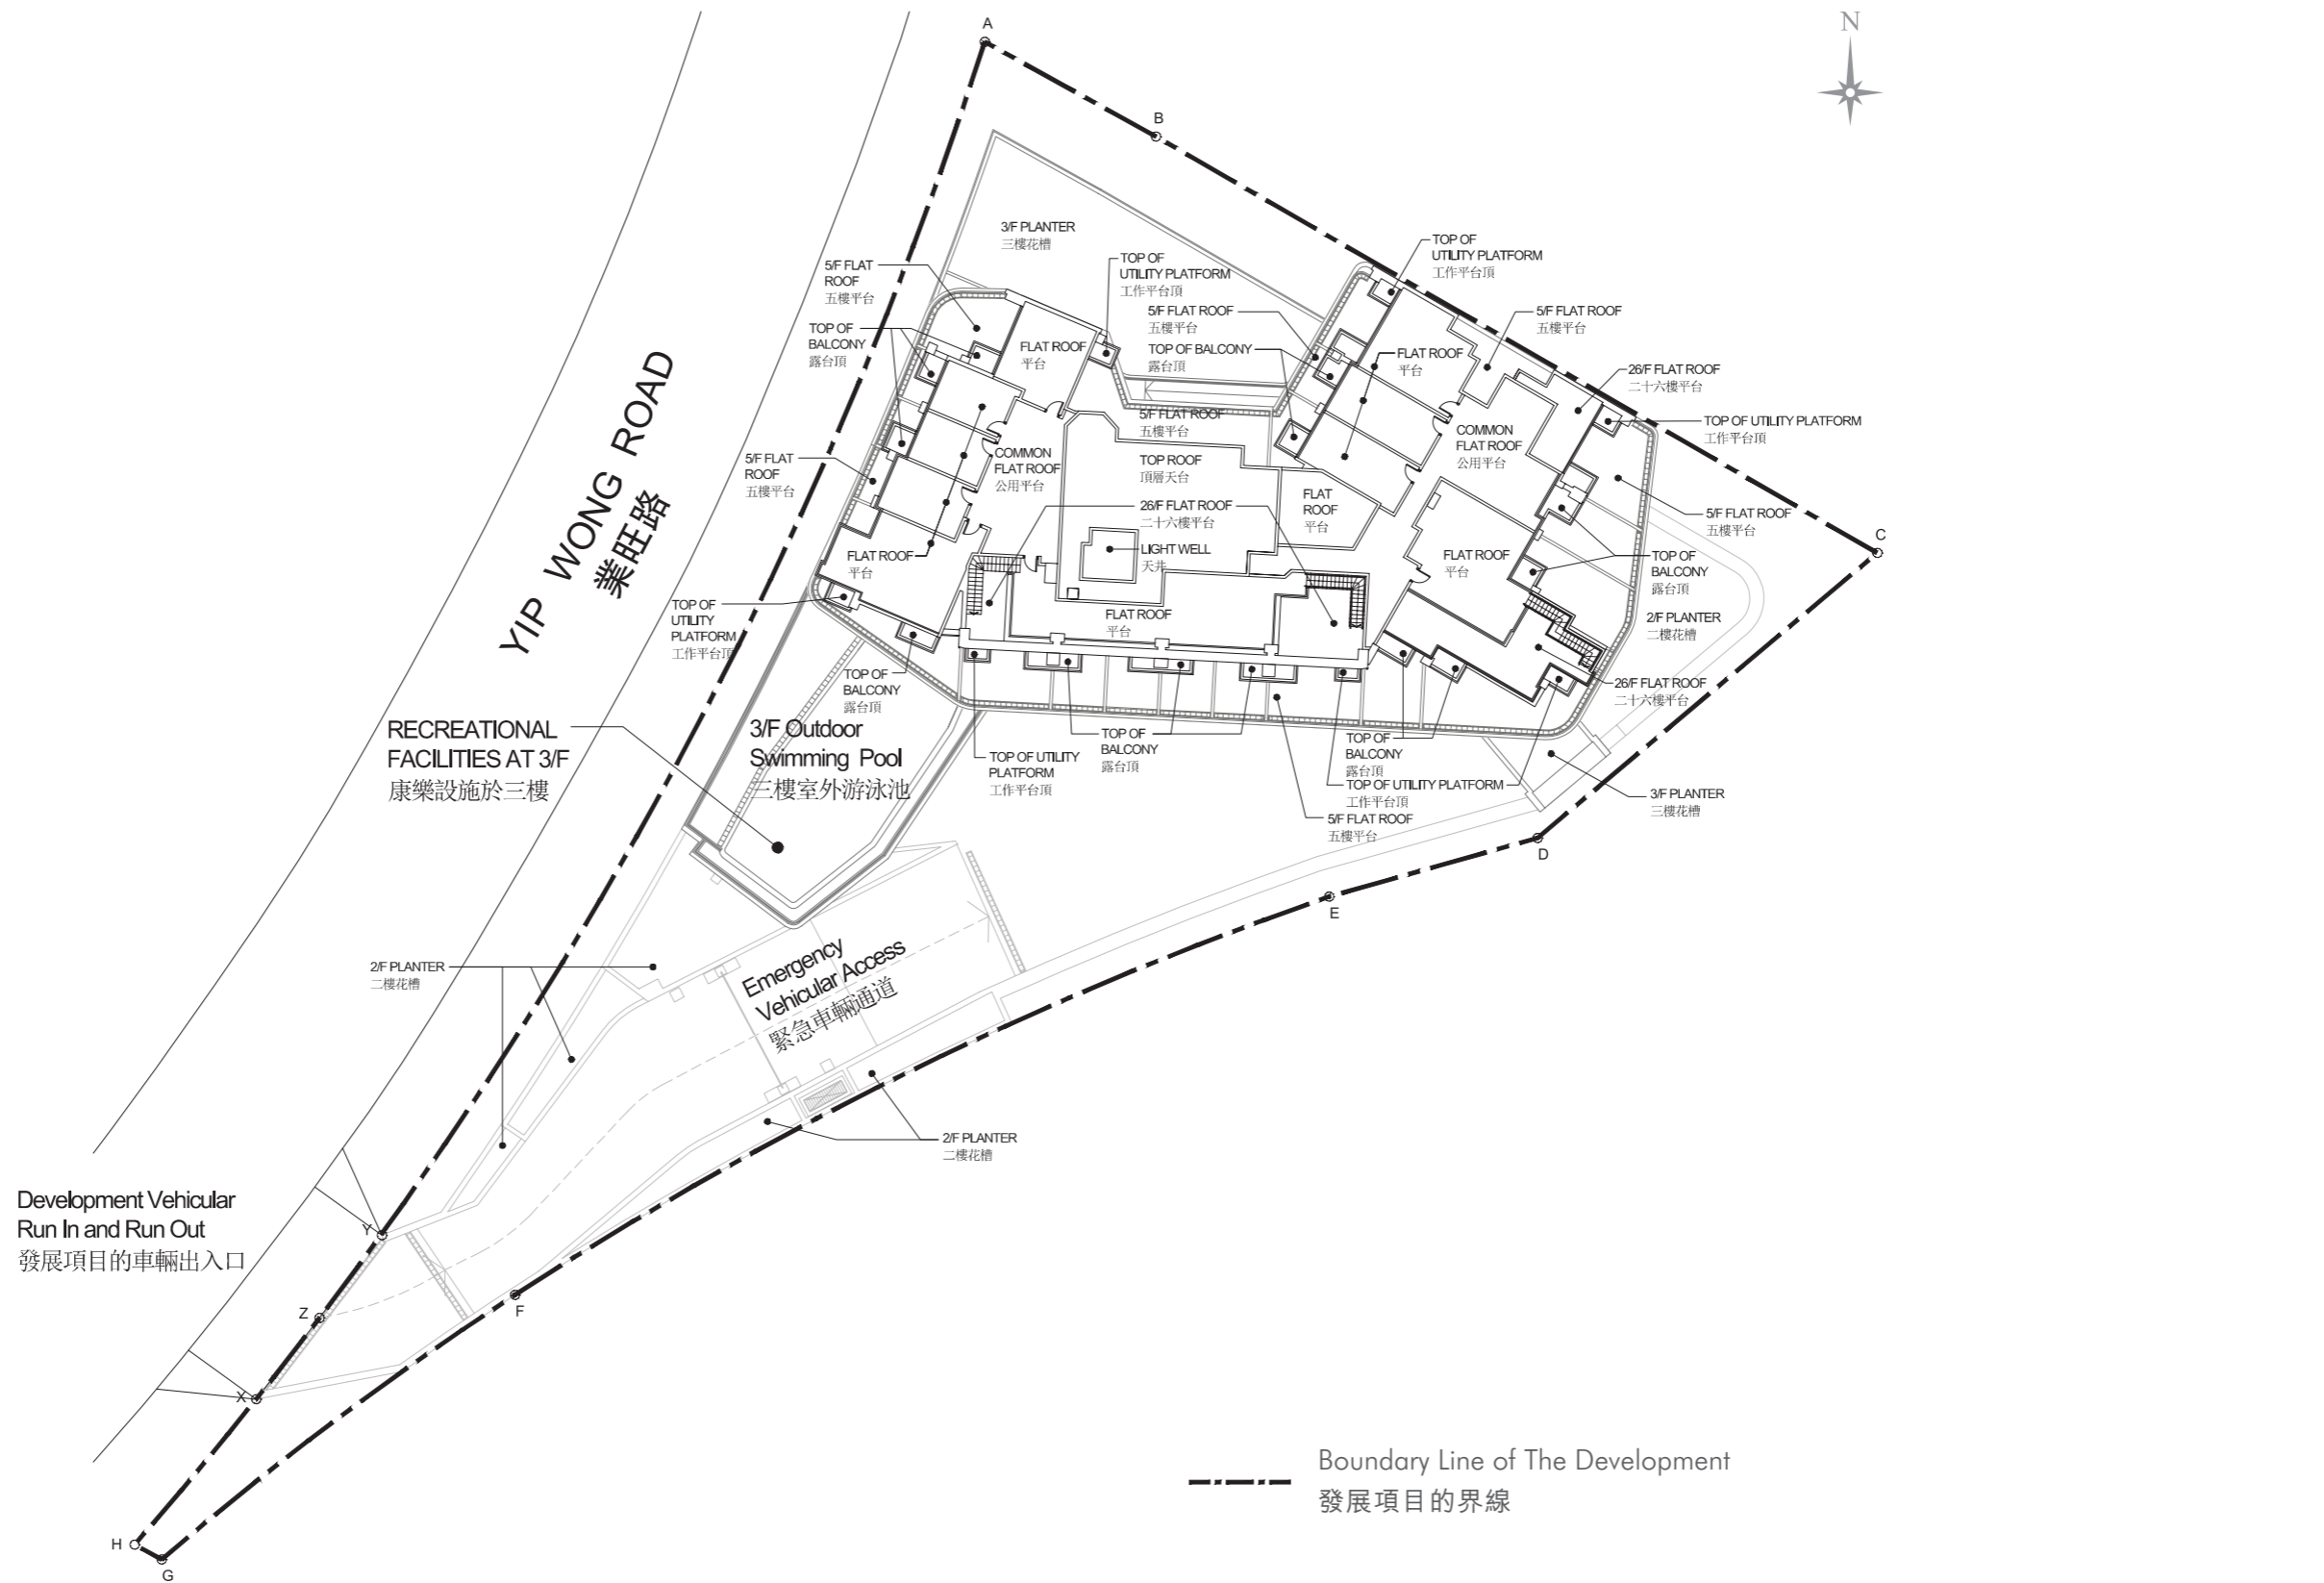 A
N
B
3/F PLANTER
三樓花槽
TOP OF
UTILITY PLATFORM
工作平台頂
TOP OF
UTILITY PLATFORM
工作平台頂
5/F FLAT
ROOF
五樓平台
5/F FLAT ROOF
五樓平台
5/F FLAT ROOF
五樓平台
TOP OF
BALCONY
露台頂
FLAT ROOF
平台
TOP OF BALCONY
露台頂
FLAT ROOF
平台
26/F FLAT ROOF
二十六樓平台
5/F FLAT ROOF
五樓平台
TOP OF UTILITY PLATFORM
工作平台頂
COMMON
FLAT ROOF
公用平台
COMMON
FLAT ROOF
公用平台
5/F FLAT
ROOF
五樓平台
TOP ROOF
頂層天台
FLAT
ROOF
平台
26/F FLAT ROOF
二十六樓平台
5/F FLAT ROOF
五樓平台
YIP WONG ROAD
業旺路
FLAT ROOF
平台
LIGHT WELL
天井
FLAT ROOF
平台
TOP OF
BALCONY
露台頂
C
TOP OF
UTILITY
PLATFORM
工作平台頂
FLAT ROOF
平台
2/F PLANTER
二樓花槽
TOP OF
BALCONY
露台頂
26/F FLAT ROOF
二十六樓平台
RECREATIONAL
FACILITIES AT 3/F
康樂設施於三樓
3/F Outdoor
Swimming Pool
三樓室外游泳池
TOP OF UTILITY
PLATFORM
工作平台頂
TOP OF
BALCONY
露台頂
TOP OF
BALCONY
露台頂
TOP OF UTILITY PLATFORM
工作平台頂
5/F FLAT ROOF
五樓平台
3/F PLANTER
三樓花槽
D
E
2/F PLANTER
二樓花槽
Emergency
Vehicular Access
緊急車輛通道
2/F PLANTER
二樓花槽
Development Vehicular
Run In and Run Out
發展項目的車輛出入口
Y
Z
F
X
H
G
Boundary Line of The Development
發展項目的界線